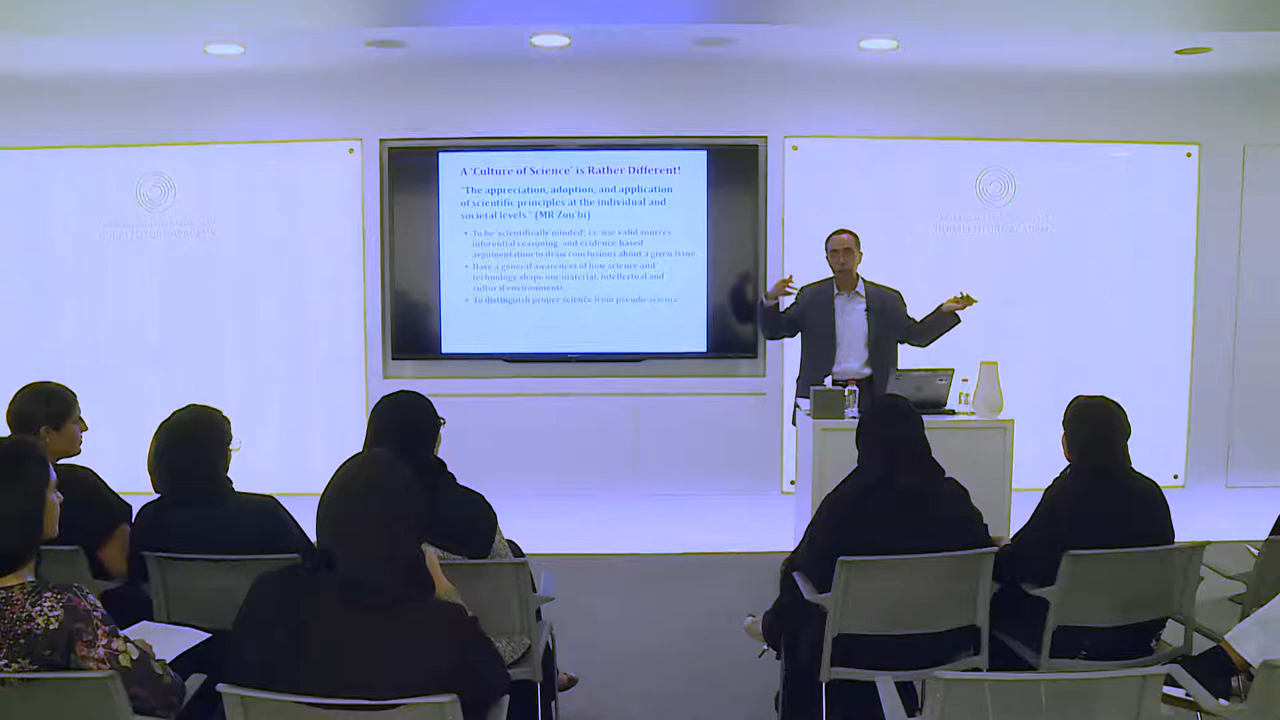 A 'Culture of Science' is Rather Different!
"The appreciation, adoption, and application
of scientific principles at the individual and
societal levels." (MR Zou'bi)
• To be 'scientifically minded', i.e. use valid sources
inferential reasoning, and evidence-based
argumentation to draw conclusions about a given issue.
• Have a general awareness of how science and
technology shape our material, intellectual and
cultural environments
• To distinguish proper science from pseudo-science
DUBAI FUTURE ACADEMY
DUBAI FUTURE ACADEMY